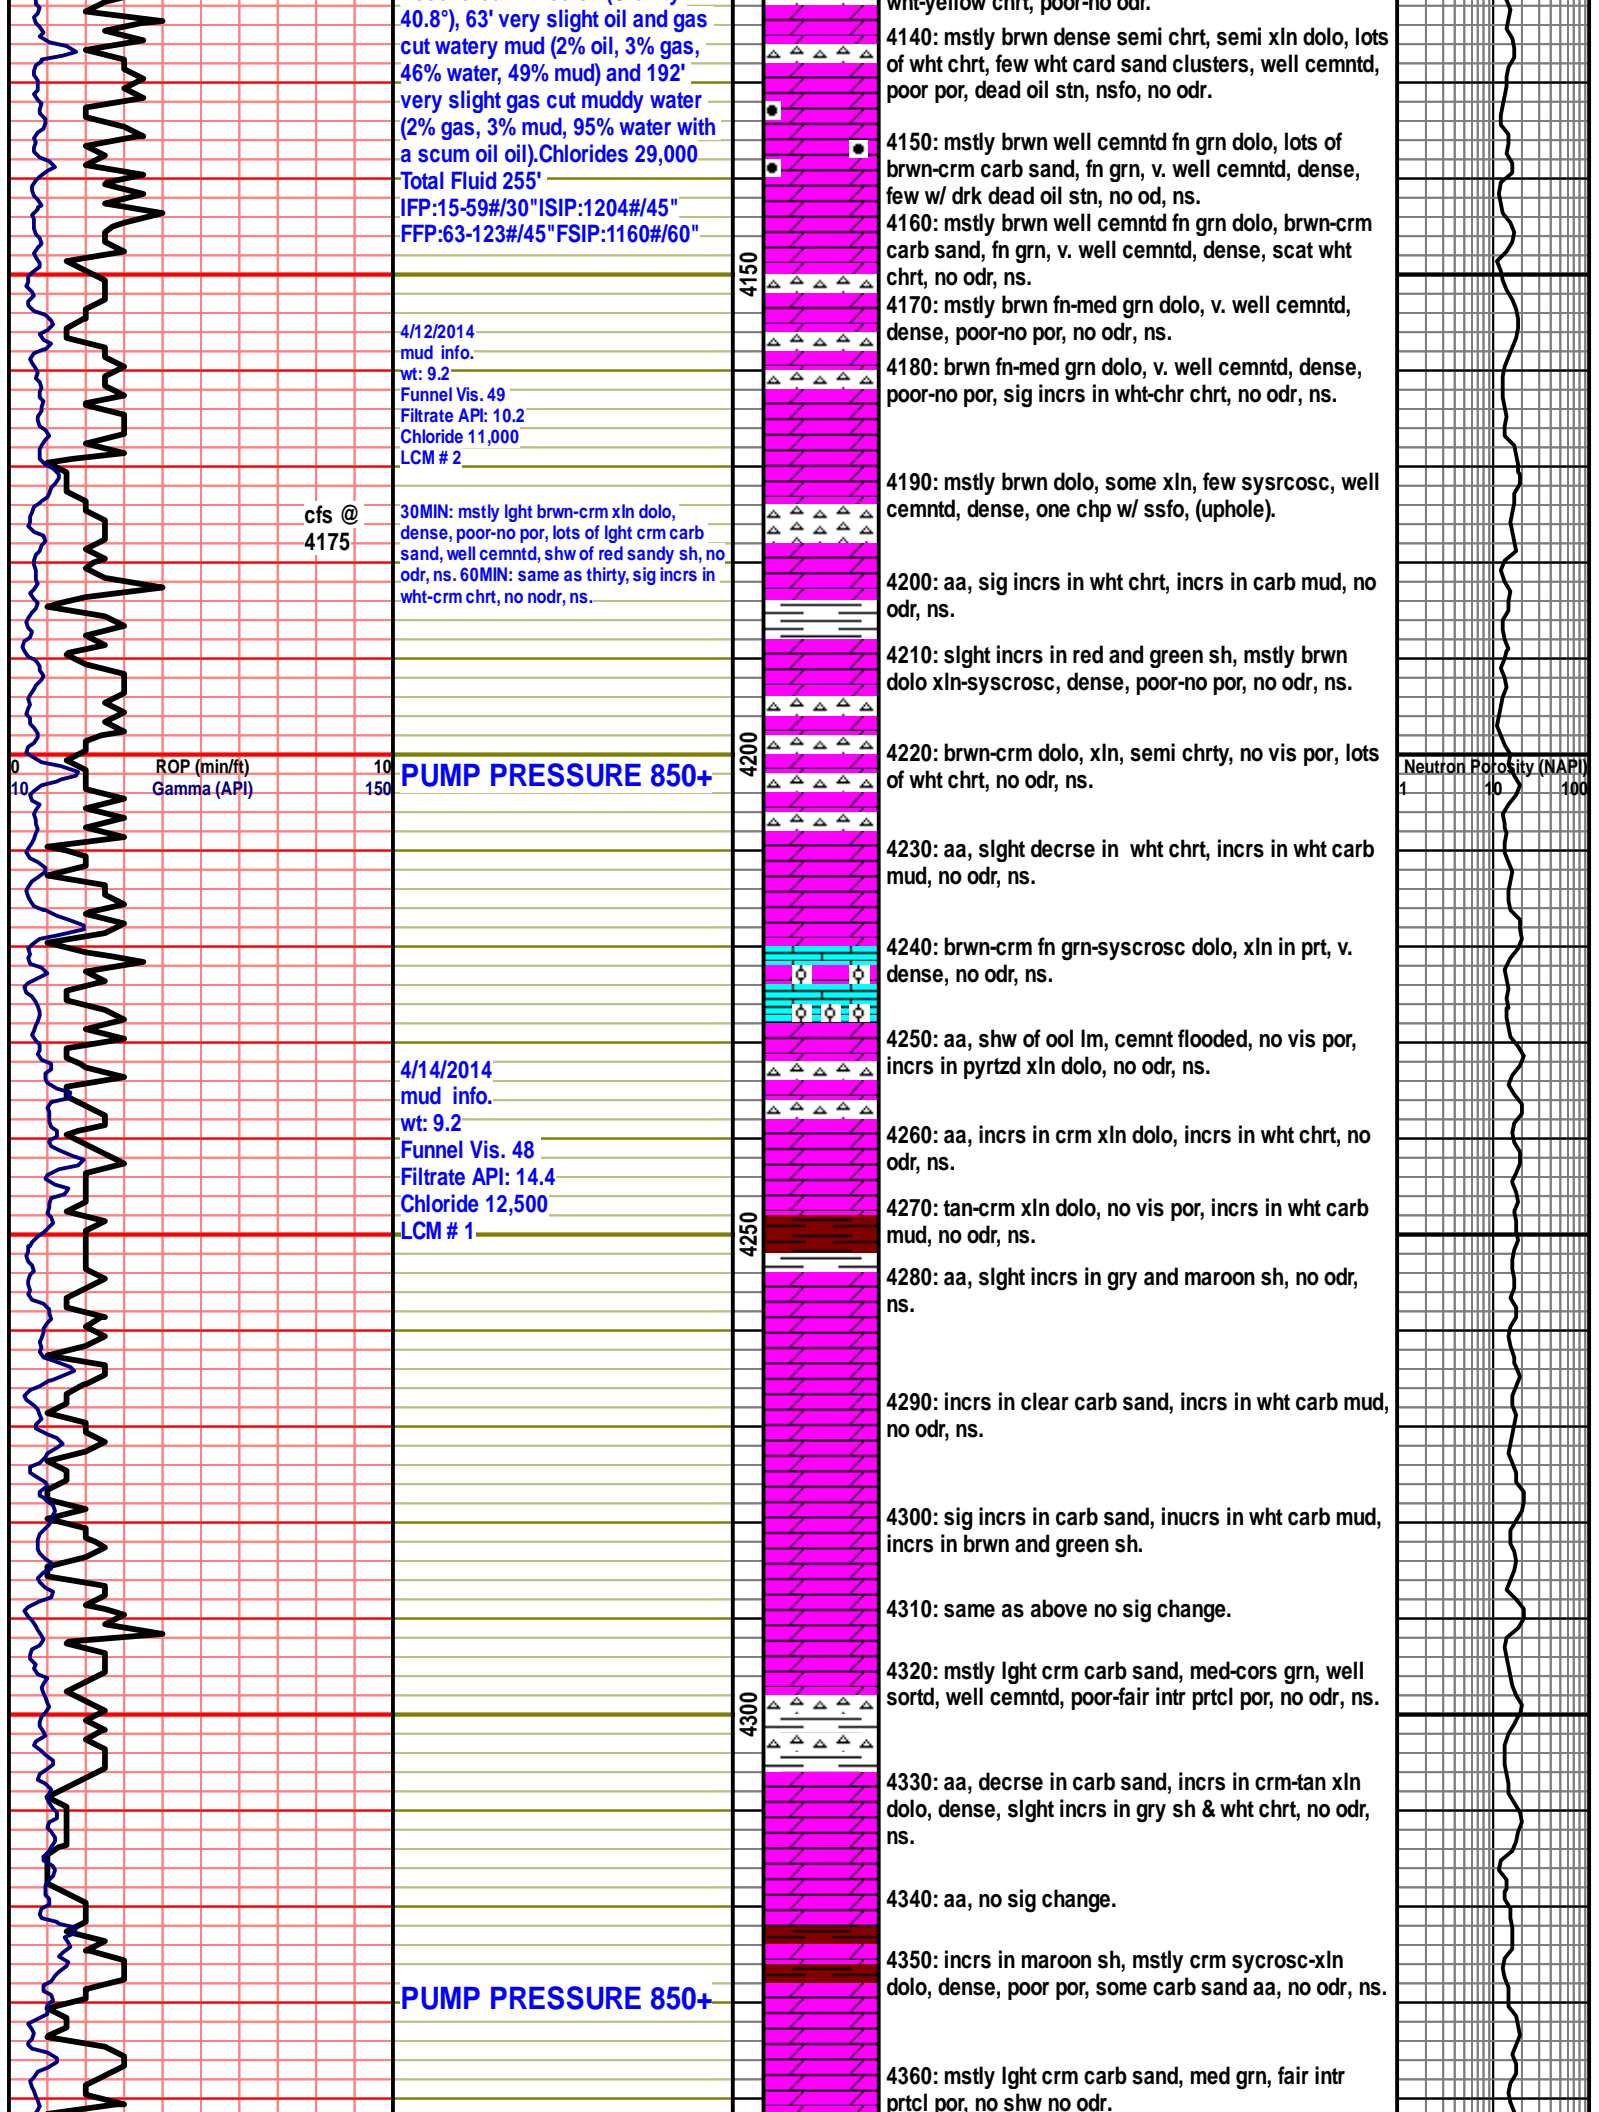 40.8°), 63' very slight oil and gas
cut watery mud (2% oil, 3% gas,
46% water, 49% mud) and 192'
very slight gas cut muddy water
(2% gas, 3% mud, 95% water with
a scum oil oil).Chlorides 29,000
Total Fluid 255'
IFP:15-59#/30"ISIP:1204#/45"
FFP:63-123#/45"FSIP:1160#/60"
4/12/2014
mud info.
wt: 9.2
Funnel Vis. 49
Filtrate API: 10.2
Chloride 11,000
LCM # 2
cfs @
4175
30MIN: mstly lght brwn-crm xln dolo,
dense, poor-no por, lots of lght crm carb
sand, well cemntd, shw of red sandy sh, no
odr, ns. 60MIN: same as thirty, sig incrs in
wht-crm chrt, no nodr, ns.
0 ROP (min/ft) 10
10 Gamma (API) 150
PUMP PRESSURE 850+
4/14/2014
mud info.
wt: 9.2
Funnel Vis. 48
Filtrate API: 14.4
Chloride 12,500
LCM # 1
PUMP PRESSURE 850+
4150
4200
4250
4300
wht-yellow chrt, poor-no odr.
4140: mstly brwn dense semi chrt, semi xln dolo, lots
of wht chrt, few wht card sand clusters, well cemntd,
poor por, dead oil stn, nsfo, no odr.
4150: mstly brwn well cemntd fn grn dolo, lots of
brwn-crm carb sand, fn grn, v. well cemntd, dense,
few w/ drk dead oil stn, no od, ns.
4160: mstly brwn well cemntd fn grn dolo, brwn-crm
carb sand, fn grn, v. well cemntd, dense, scat wht
chrt, no odr, ns.
4170: mstly brwn fn-med grn dolo, v. well cemntd,
dense, poor-no por, no odr, ns.
4180: brwn fn-med grn dolo, v. well cemntd, dense,
poor-no por, sig incrs in wht-chr chrt, no odr, ns.
4190: mstly brwn dolo, some xln, few sysrcosc, well
cemntd, dense, one chp w/ ssfo, (uphole).
4200: aa, sig incrs in wht chrt, incrs in carb mud, no
odr, ns.
4210: slght incrs in red and green sh, mstly brwn
dolo xln-syscrosc, dense, poor-no por, no odr, ns.
4220: brwn-crm dolo, xln, semi chrty, no vis por, lots
of wht chrt, no odr, ns.
4230: aa, slght decrse in wht chrt, incrs in wht carb
mud, no odr, ns.
4240: brwn-crm fn grn-syscrosc dolo, xln in prt, v.
dense, no odr, ns.
4250: aa, shw of ool lm, cemnt flooded, no vis por,
incrs in pyrtzd xln dolo, no odr, ns.
4260: aa, incrs in crm xln dolo, incrs in wht chrt, no
odr, ns.
4270: tan-crm xln dolo, no vis por, incrs in wht carb
mud, no odr, ns.
4280: aa, slght incrs in gry and maroon sh, no odr,
ns.
4290: incrs in clear carb sand, incrs in wht carb mud,
no odr, ns.
4300: sig incrs in carb sand, inucrs in wht carb mud,
incrs in brwn and green sh.
4310: same as above no sig change.
4320: mstly lght crm carb sand, med-cors grn, well
sortd, well cemntd, poor-fair intr prtcl por, no odr, ns.
4330: aa, decrse in carb sand, incrs in crm-tan xln
dolo, dense, slght incrs in gry sh & wht chrt, no odr,
ns.
4340: aa, no sig change.
4350: incrs in maroon sh, mstly crm sycrosc-xln
dolo, dense, poor por, some carb sand aa, no odr, ns.
4360: mstly lght crm carb sand, med grn, fair intr
prtcl por, no shw no odr.
Neutron Porosity (NAPI)
1 10 100